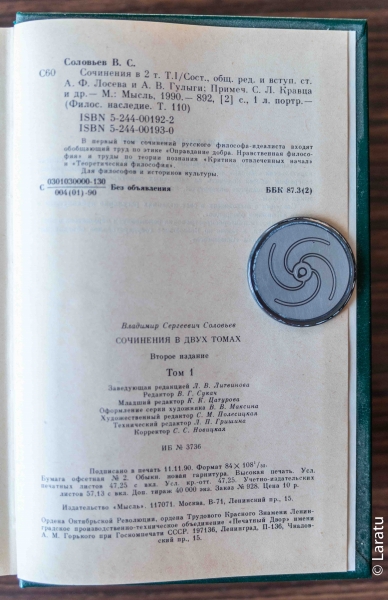 Соловьев В. С.
С60 Сочинения в 2 т. Т.1/Сост., общ. ред. и вступ. ст.
А. Ф. Лосева и А. В. Гулыги; Примеч. С. Л. Кравца
и др.— М.: Мысль, 1990.— 892, [2] с., 1 л. портр.—
(Филос. наследие. Т. 110)
ISBN 5-244-00192-2
ISBN 5-244-00193-0
В первый том сочинений русского философа-идеалиста входят
обобщающий труд по этике «Оправдание добра. Нравственная филосо-
фия» и труды по теории познания «Критика отвлеченных начал»
и «Теоретическая философия».
Для философов и историков культуры.
С 0301030000-130
004(01)-90 Без объявления ББК 87.3(2)
Владимир Сергеевич Соловьев
СОЧИНЕНИЯ В ДВУХ ТОМАХ
Второе издание
Том 1
Заведующая редакцией Л. В. Литвинова
Редактор В. Г. Сукач
Младший редактор К. К. Цатурова
Оформление серии художника В. В. Максина
Художественный редактор С. М. Полесицкая
Технический редактор Л. П. Гришина
Корректор С. С. Новицкая
ИБ № 3736
Подписано в печать 11.11.90. Формат 84×108¹/₃₂.
Бумага офсетная № 2. Обыкн. новая гарнитура. Высокая печать. Усл.
печатных листов 47,25 с вкл. Усл. кр-отт. 47,25. Учетно-издательских
листов 57,13 с вкл. Доп. тираж 40 000 экз. Заказ № 928. Цена 10 р.
Издательство «Мысль». 117071. Москва, В-71, Ленинский пр., 15.
Ордена Октябрьской Революции, ордена Трудового Красного Знамени Ленин-
градское производственно-техническое объединение «Печатный Двор» имени
А. М. Горького при Госкомпечати СССР. 197136, Ленинград, П-136, Чкалов-
ский пр., 15.
© Laratu